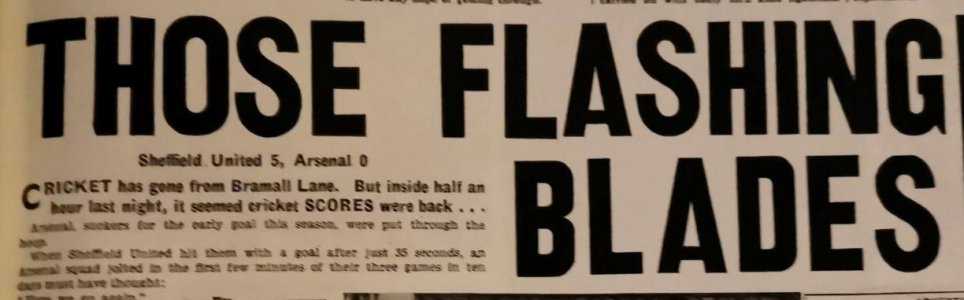 THOSE FLASHING
BLADES
Sheffield United 5, Arsenal 0
CRICKET has gone from Bramall Lane. But inside half an
hour last night, it seemed cricket SCORES were back . . .
Arsenal, suckers for the early goal this season, were put through the
hoop.
When Sheffield United hit them with a goal after just 35 seconds, an
Arsenal squad jolted in the first few minutes of their three games in ten
days must have thought: